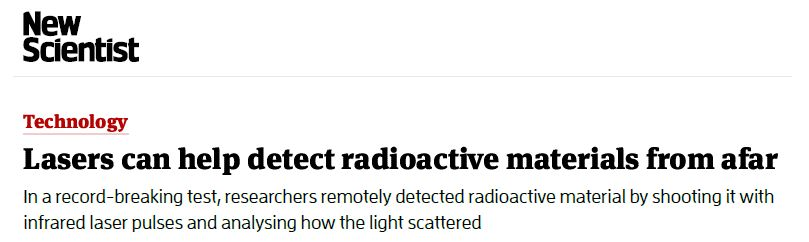 New
Scientist
Technology
Lasers can help detect radioactive materials from afar
In a record-breaking test, researchers remotely detected radioactive material by shooting it with
infrared laser pulses and analysing how the light scattered